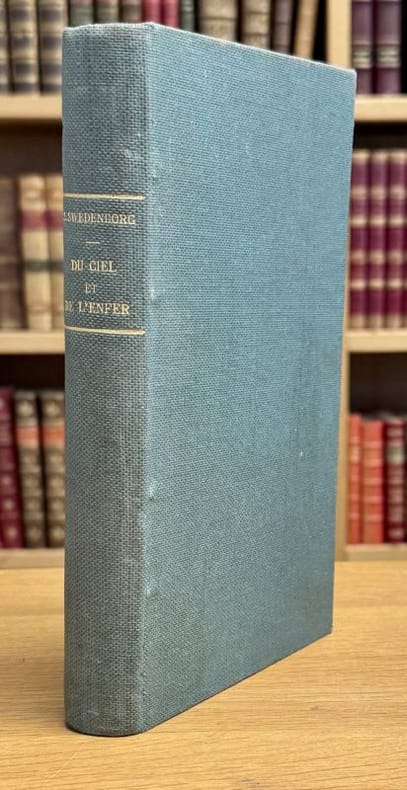 E. SWEDENBORG
DU CIEL
ET
DE L'ENFER